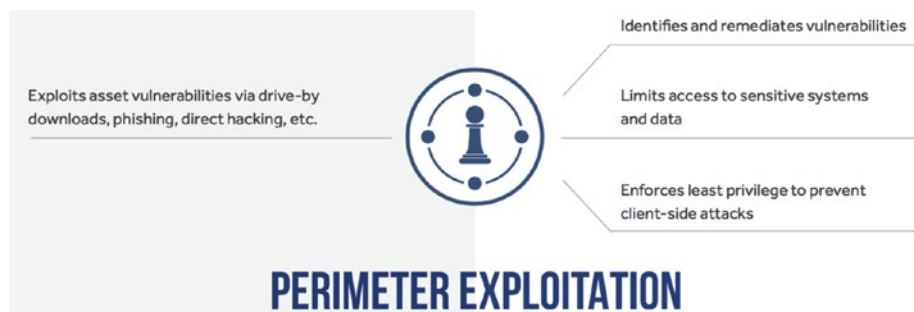 Identifies and remediates vulnerabilities
Exploits asset vulnerabilities via drive-by
downloads, phishing, direct hacking, etc.
Limits access to sensitive systems
and data
Enforces least privilege to prevent
client-side attacks
PERIMETER EXPLOITATION